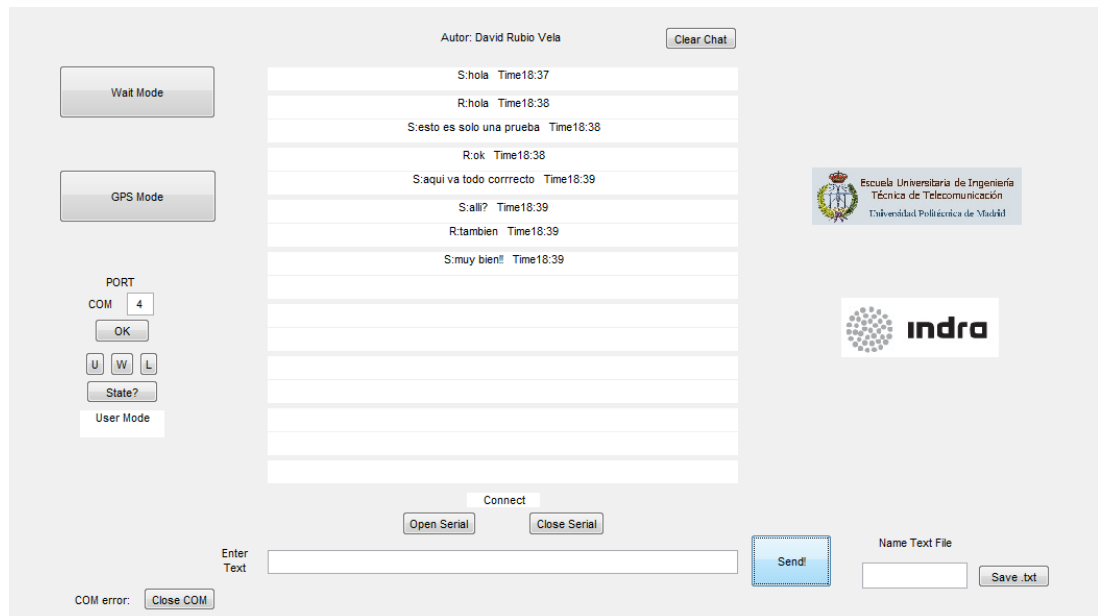 Autor: David Rubio Vela
Clear Chat
Wait Mode
GPS Mode
PORT
COM 4
OK
U W L
State?
User Mode
S:hola Time18:37
R:hola Time18:38
S:esto es solo una prueba Time18:38
R:ok Time18:38
S:aqui va todo corrrecto Time18:39
S:alli? Time18:39
R:tambien Time18:39
S:muy bien!! Time18:39
Escuela Universitaria de Ingeniería
Técnica de Telecomunicación
Universidad Politécnica de Madrid
indra
Connect
Open Serial
Close Serial
Enter
Text
Send!
Name Text File
Save .txt
COM error:
Close COM